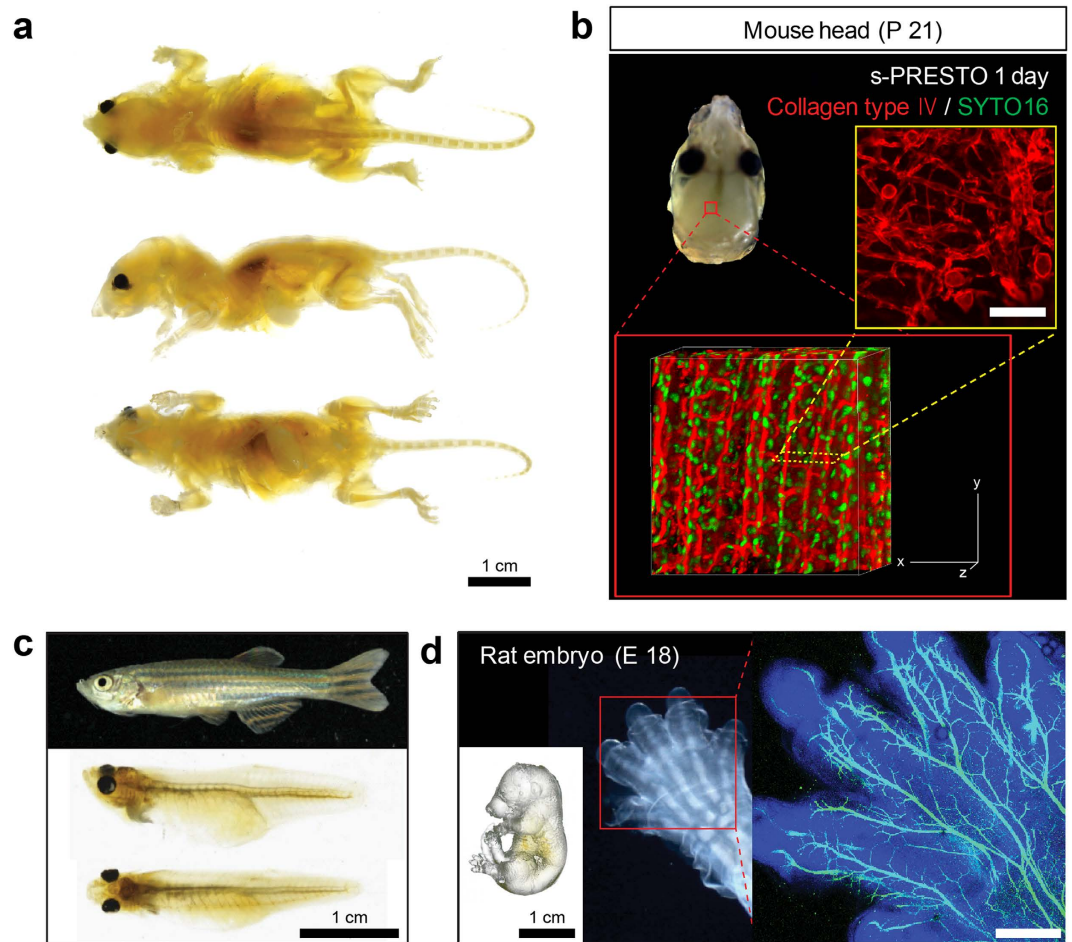 a
1 cm
b
Mouse head (P 21)
s-PRESTO 1 day
Collagen type IV / SYTO16
y
x
z
c
1 cm
d
Rat embryo (E 18)
1 cm